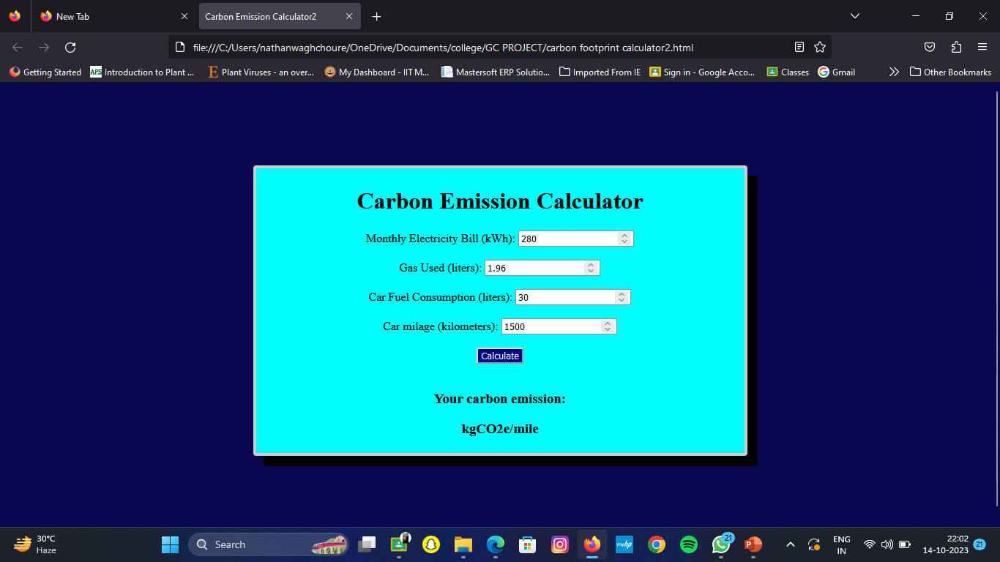 New Tab
Carbon Emission Calculator2
file:///C:/Users/nathanwaghchoure/OneDrive/Documents/college/GC PROJECT/carbon footprint calculator2.html
Getting Started APS Introduction to Plant ... E Plant Viruses - an over... My Dashboard - IIT M... Mastersoft ERP Solutio... Imported From IE Sign in - Google Acco... Classes Gmail Other Bookmarks
Carbon Emission Calculator
Monthly Electricity Bill (kWh): 280
Gas Used (liters): 1.96
Car Fuel Consumption (liters): 30
Car milage (kilometers): 1500
Calculate
Your carbon emission:
kgCO2e/mile
30°C
Haze
Search
myhp
21
P
ENG
IN
22:02
14-10-2023
21